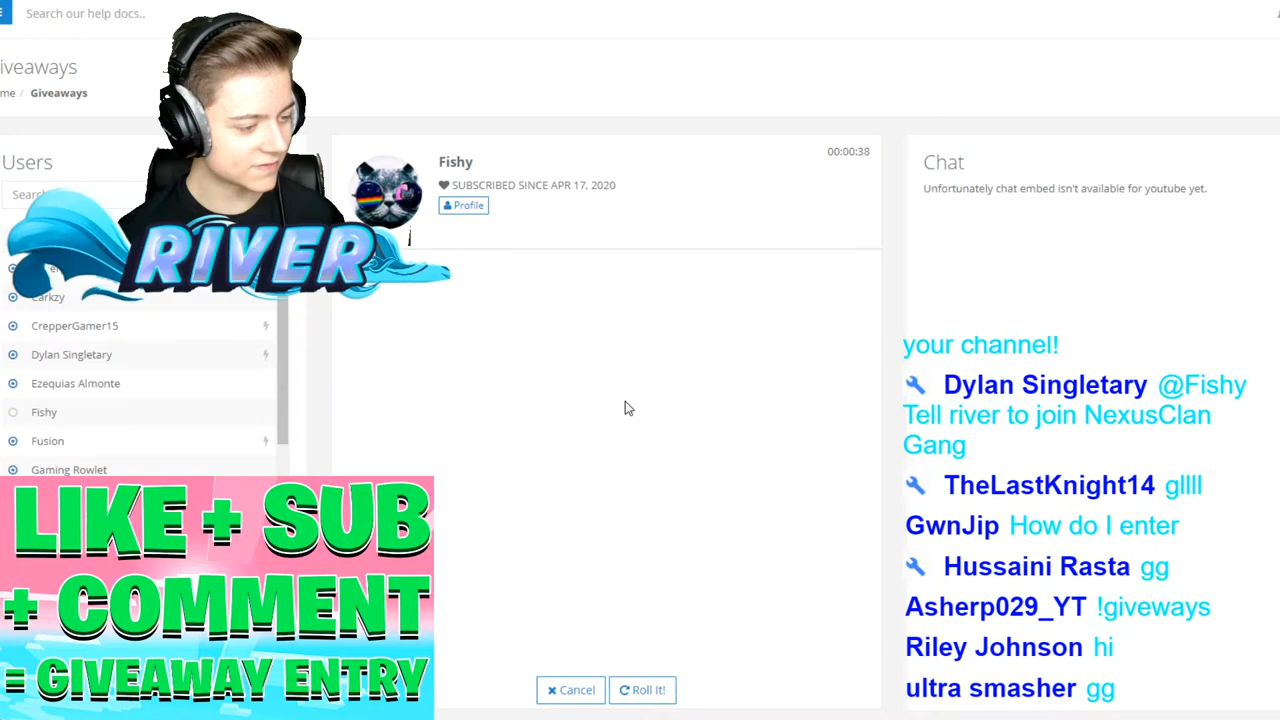 Search our help docs..
iveaways
me / Giveaways
Users
Sear
Carkzy
CrepperGamer15
Dylan Singletary
Ezequias Almonte
Fishy
Fusion
Gaming Rowlet
RIVER
LIKE + SUB
+ COMMENT
= GIVEAWAY ENTRY
Fishy
00:00:38
SUBSCRIBED SINCE APR 17, 2020
Profile
Cancel
Roll It!
Chat
Unfortunately chat embed isn't available for youtube yet.
your channel!
Dylan Singletary @Fishy
Tell river to join NexusClan
Gang
TheLastKnight14 gllll
GwnJip How do I enter
Hussaini Rasta gg
Asherp029_YT !giveways
Riley Johnson hi
ultra smasher gg